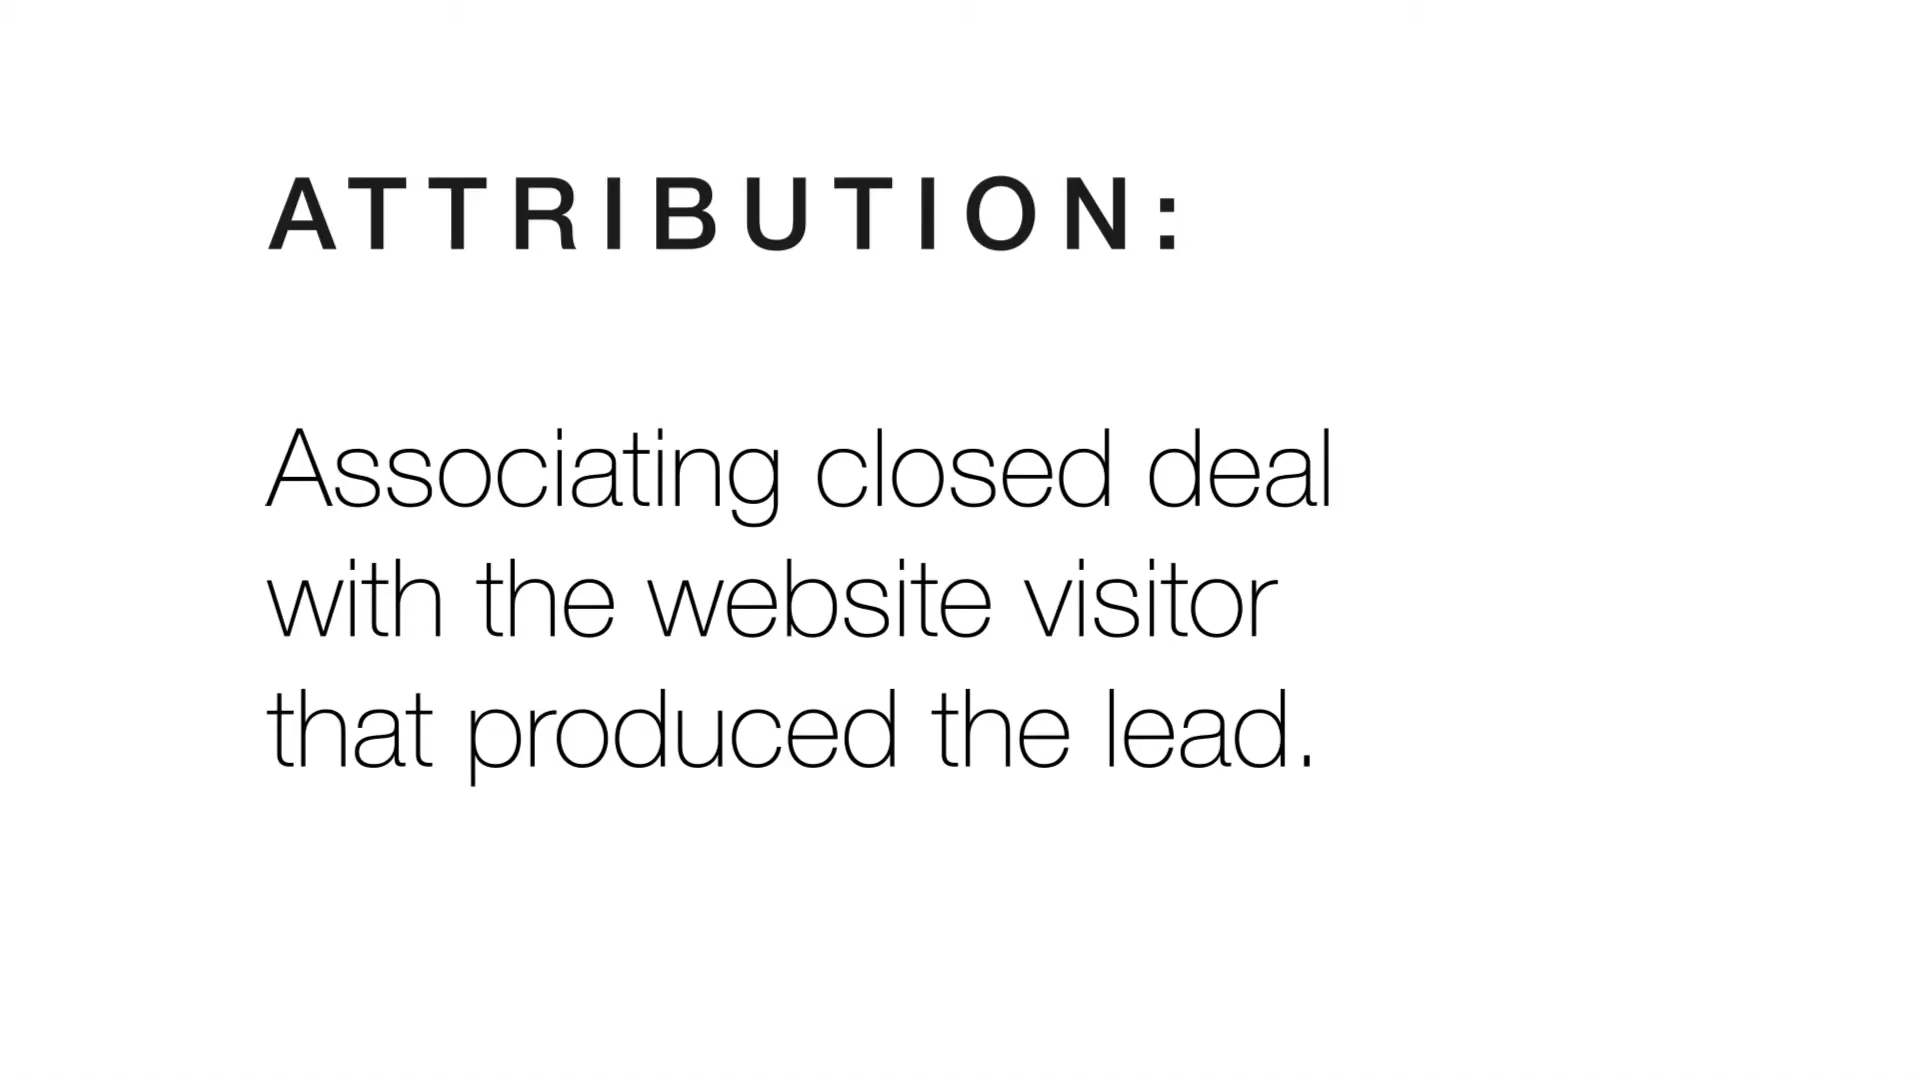 ATTRIBUTION:
Associating closed deal
with the website visitor
that produced the lead.